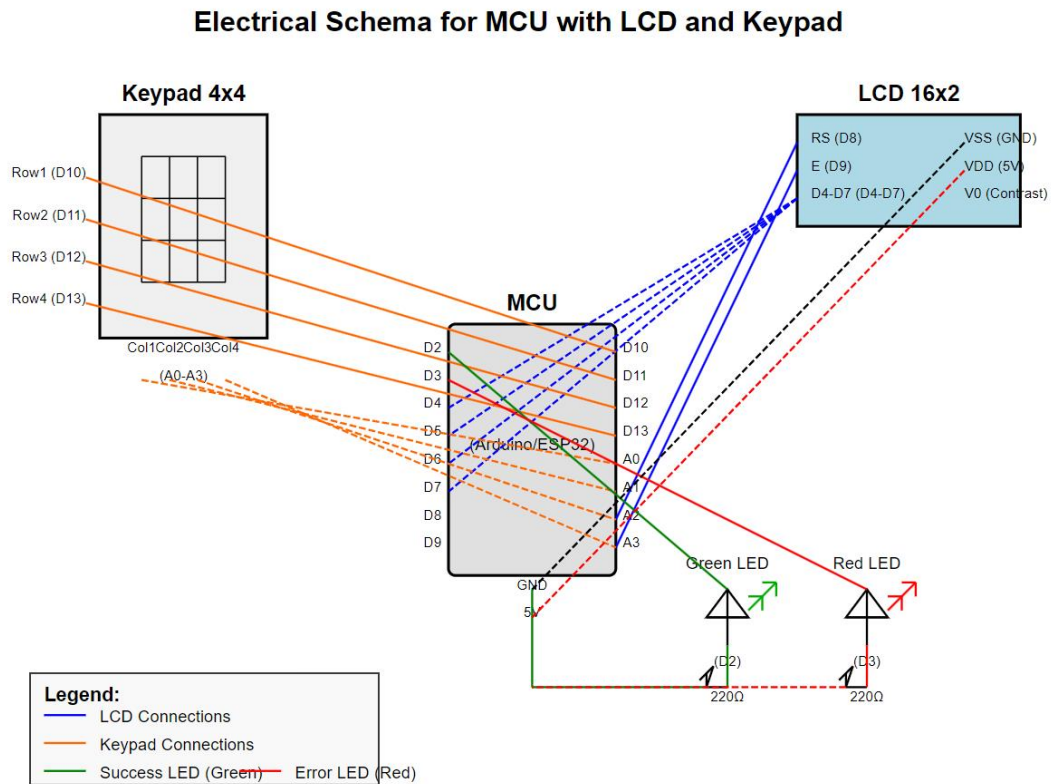 Electrical Schema for MCU with LCD and Keypad
Keypad 4x4
Row1 (D10)
Row2 (D11)
Row3 (D12)
Row4 (D13)
Col1Col2Col3Col4
(A0-A3)
LCD 16x2
RS (D8)
VSS (GND)
E (D9)
VDD (5V)
D4-D7 (D4-D7)
V0 (Contrast)
MCU
D2
D3
D4
D5
D6
D7
D8
D9
(Arduino/ESP32)
D10
D11
D12
D13
A0
A1
A2
A3
GND
5V
Green LED
Red LED
(D2)
(D3)
220Ω
220Ω
Legend:
LCD Connections
Keypad Connections
Success LED (Green)
Error LED (Red)